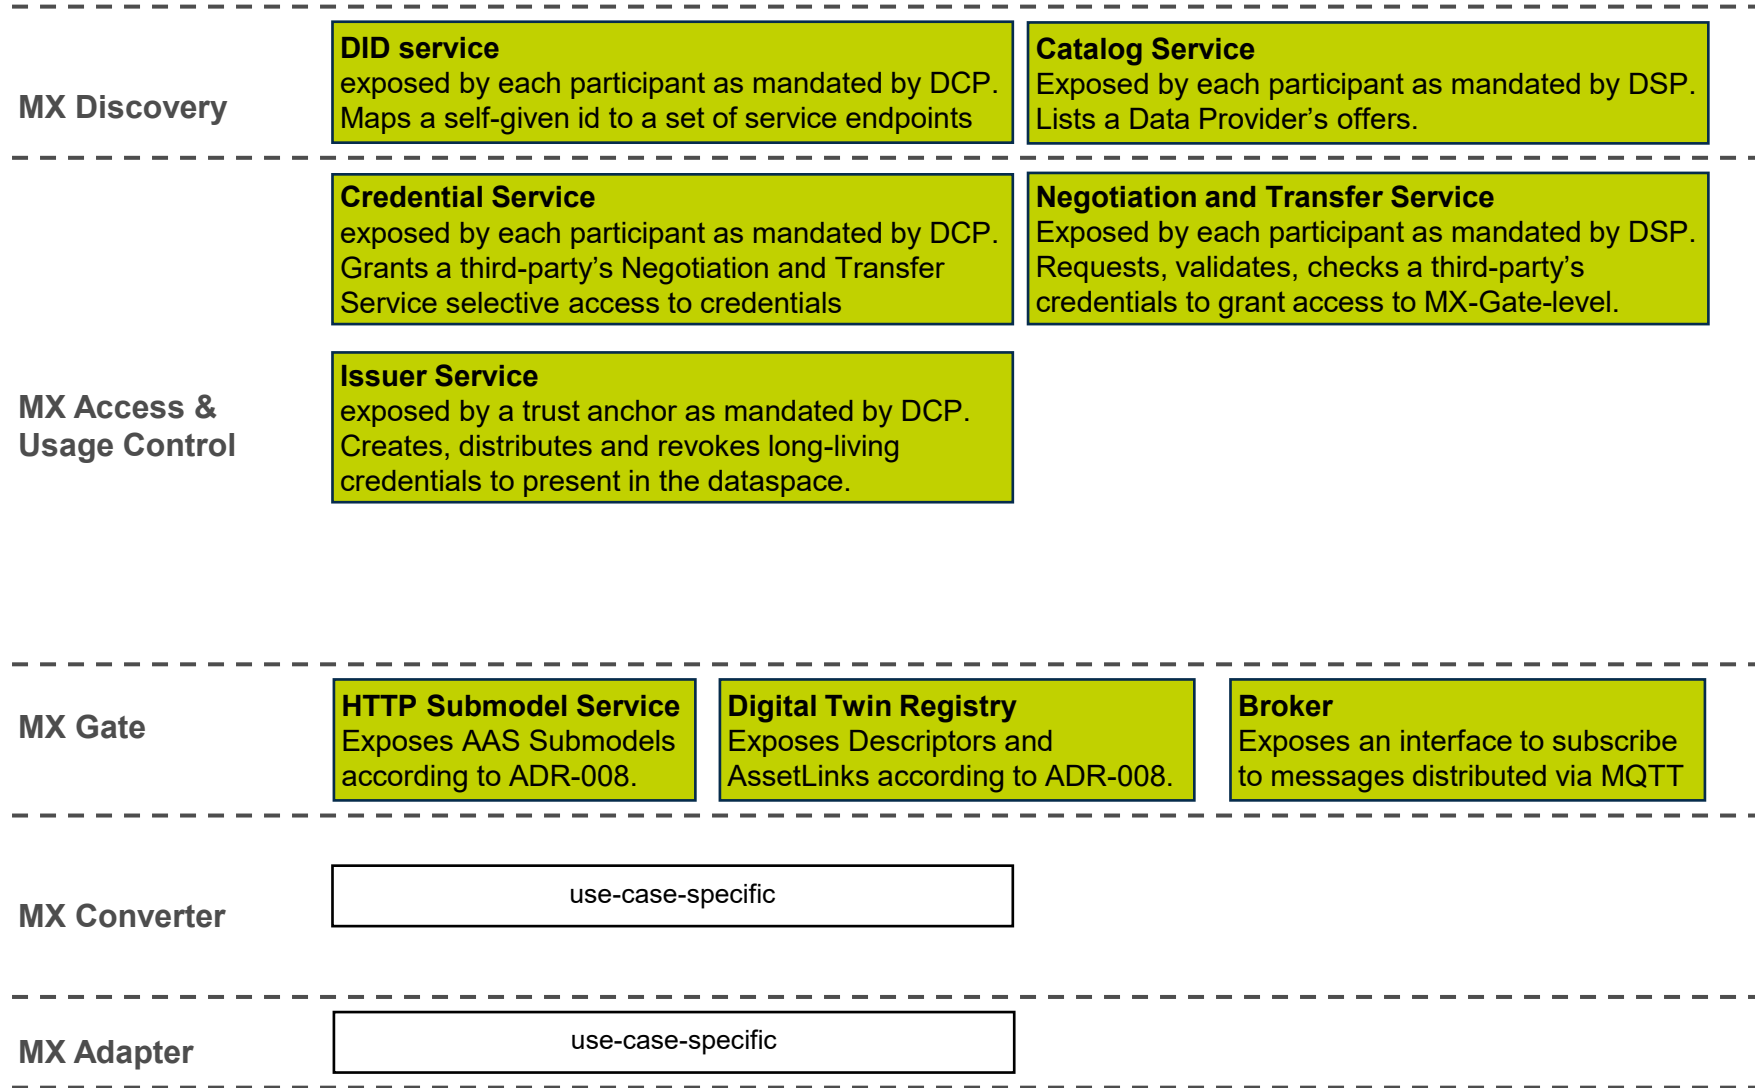 MX Discovery
DID service
exposed by each participant as mandated by DCP.
Maps a self-given id to a set of service endpoints
Catalog Service
Exposed by each participant as mandated by DSP.
Lists a Data Provider’s offers.
MX Access &
Usage Control
Credential Service
exposed by each participant as mandated by DCP.
Grants a third-party’s Negotiation and Transfer
Service selective access to credentials
Negotiation and Transfer Service
Exposed by each participant as mandated by DSP.
Requests, validates, checks a third-party’s
credentials to grant access to MX-Gate-level.
Issuer Service
exposed by a trust anchor as mandated by DCP.
Creates, distributes and revokes long-living
credentials to present in the dataspace.
MX Gate
HTTP Submodel Service
Exposes AAS Submodels
according to ADR-008.
Digital Twin Registry
Exposes Descriptors and
AssetLinks according to ADR-008.
Broker
Exposes an interface to subscribe
to messages distributed via MQTT
MX Converter
use-case-specific
MX Adapter
use-case-specific